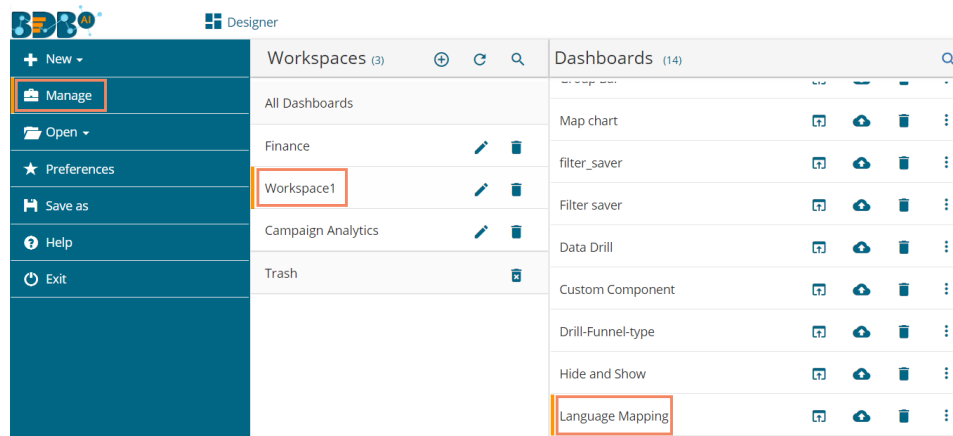 BDB AI
Designer
New
Manage
Open
Preferences
Save as
Help
Exit
Workspaces (3)
All Dashboards
Finance
Workspace1
Campaign Analytics
Trash
Dashboards (14)
Group Bar
Map chart
filter_saver
Filter saver
Data Drill
Custom Component
Drill-Funnel-type
Hide and Show
Language Mapping